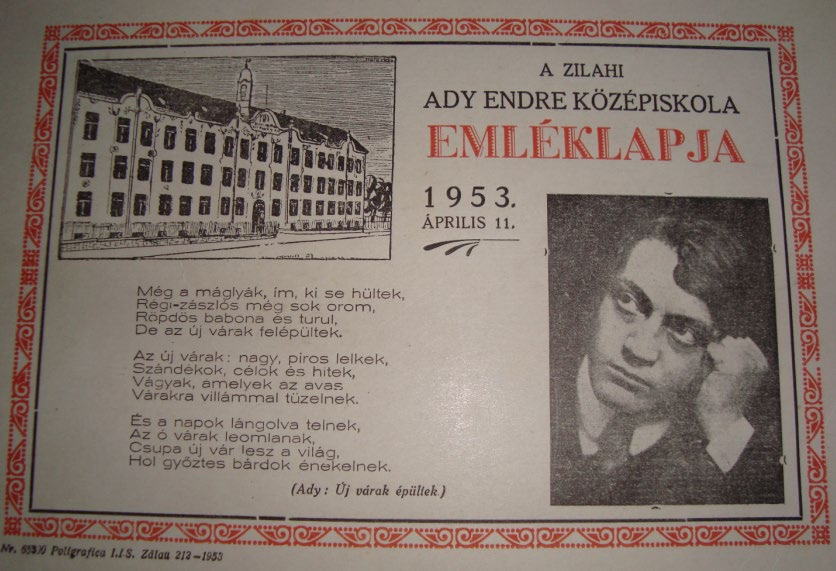 A ZILAHI
ADY ENDRE KÖZÉPISKOLA
EMLÉKLAPJA
1953.
ÁPRILIS 11.
Még a máglyák, ím, ki se hültek,
Régi-zászlós még sok orom,
Röpdös babona és turul,
De az új várak felépültek.
Az új várak: nagy, piros lelkek,
Szándékok, célok és hitek,
Vágyak, amelyek az avas
Várakra villámmal tüzelnek.
És a napok lángolva telnek,
Az ó várak leomlanak,
Csupa új vár lesz a világ,
Hol győztes bárdok énekelnek.
(Ady: Új várak épültek.)
Nr. Poligrafica I.I.S. Zălau 212-1953